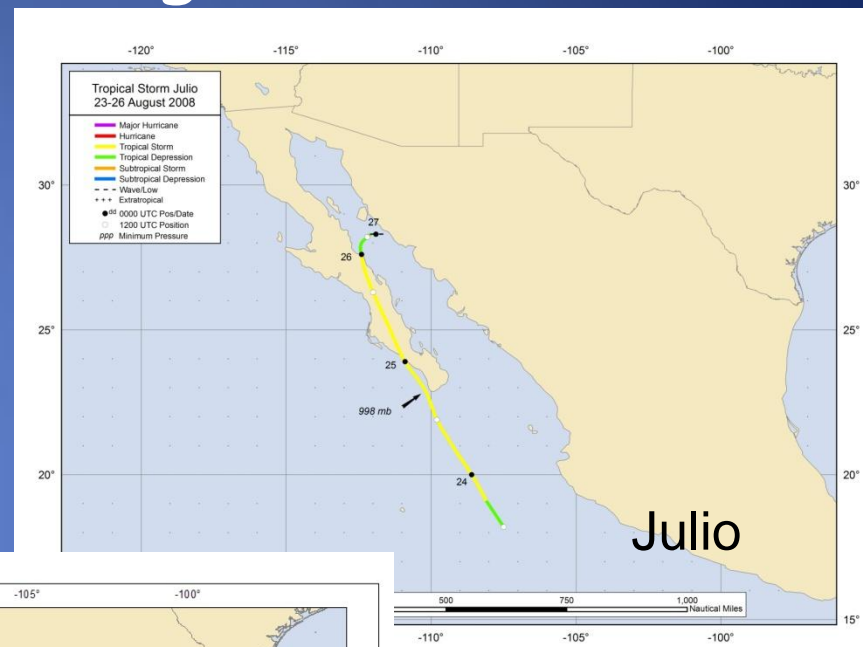 -120° -115° -110° -105° -100°
Tropical Storm Julio
23-26 August 2008
Major Hurricane
Hurricane
Tropical Storm
Tropical Depression
Subtropical Storm
Subtropical Depression
Wave/Low
+++ Extratropical
dd 0000 UTC Pos/Date
1200 UTC Position
ppp Minimum Pressure
30° 30°
27
26
25° 25°
25
998 mb
20° 20°
24
Julio
500 750 1,000
Nautical Miles
15°
-110° -105° -100°
-105° -100°